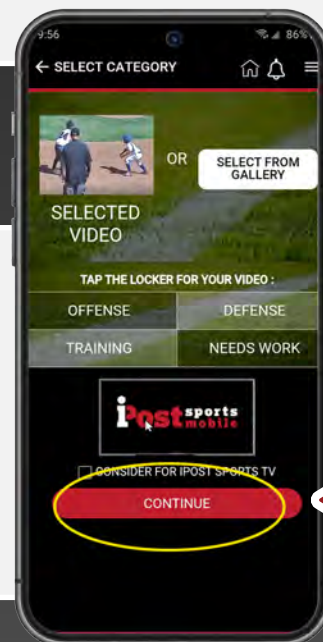 9:56
86%
SELECT CATEGORY
OR
SELECT FROM
GALLERY
SELECTED
VIDEO
TAP THE LOCKER FOR YOUR VIDEO :
OFFENSE
DEFENSE
TRAINING
NEEDS WORK
iPost sports
mobile
CONSIDER FOR IPOST SPORTS TV
CONTINUE